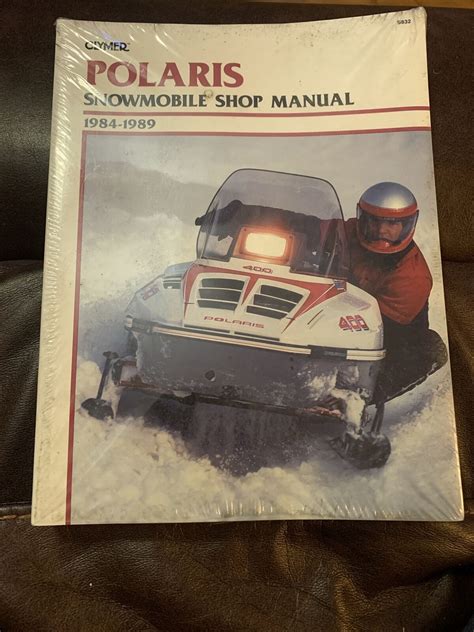 S832
CLYMER
POLARIS
SNOWMOBILE SHOP MANUAL
1984-1989
400
POLARIS
400